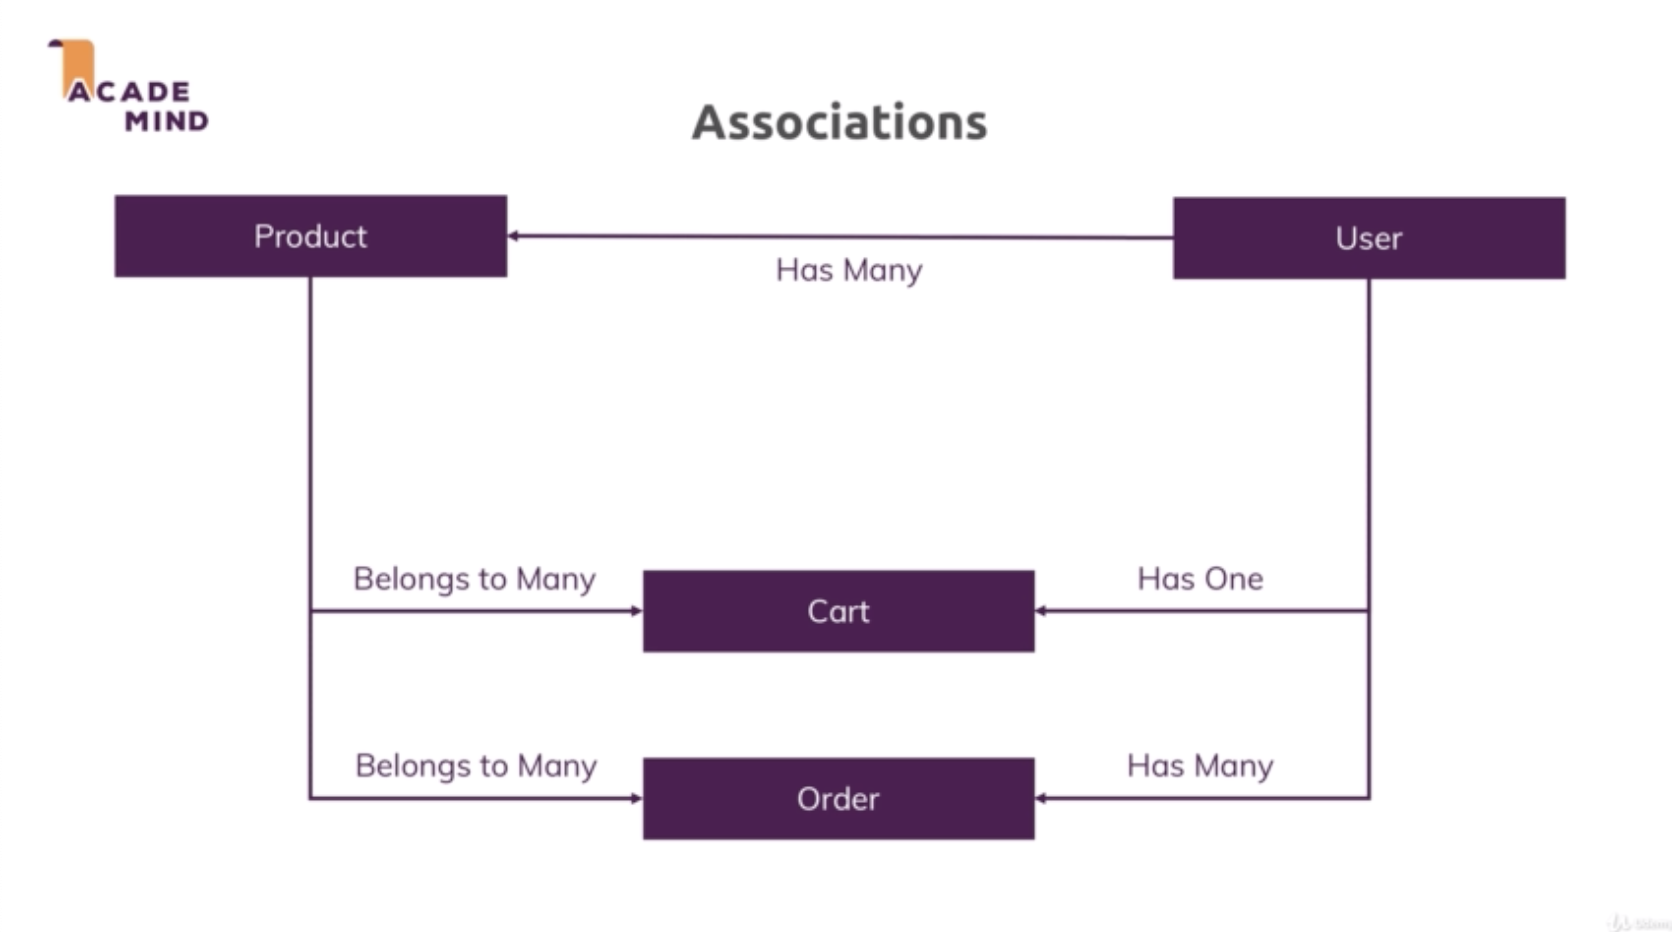 ACADE
MIND
Associations
Product
User
Has Many
Belongs to Many
Has One
Cart
Belongs to Many
Has Many
Order
Udemy